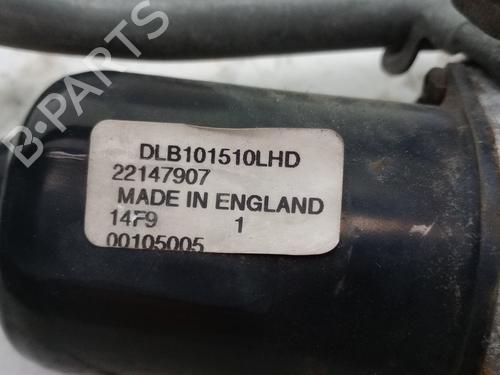 B-PARTS
DLB101510LHD
22147907
MADE IN ENGLAND
14F9 1
00105005